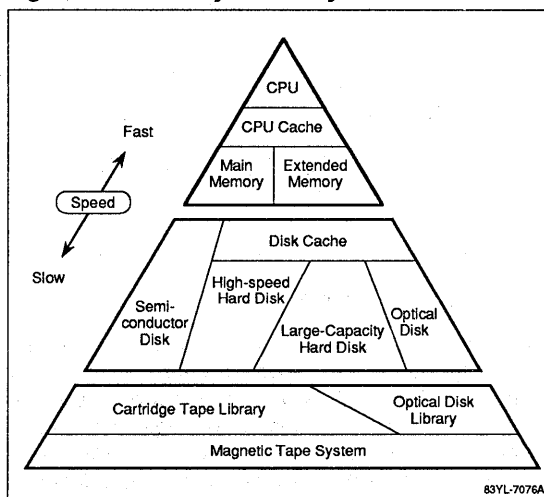 CPU
CPU Cache
Main
Memory
Extended
Memory
Fast
Speed
Slow
Disk Cache
Semi-
conductor
Disk
High-speed
Hard Disk
Large-Capacity
Hard Disk
Optical
Disk
Cartridge Tape Library
Optical Disk
Library
Magnetic Tape System
83YL-7076A